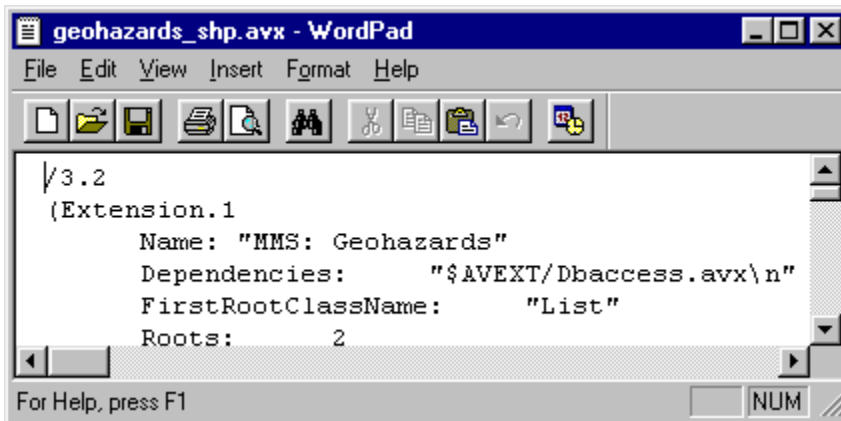 geohazards_shp.avx - WordPad
File Edit View Insert Format Help
/3.2
(Extension.1
Name: "MMS: Geohazards"
Dependencies: "$AVEXT/Dbaccess.avx\n"
FirstRootClassName: "List"
Roots: 2
For Help, press F1
NUM